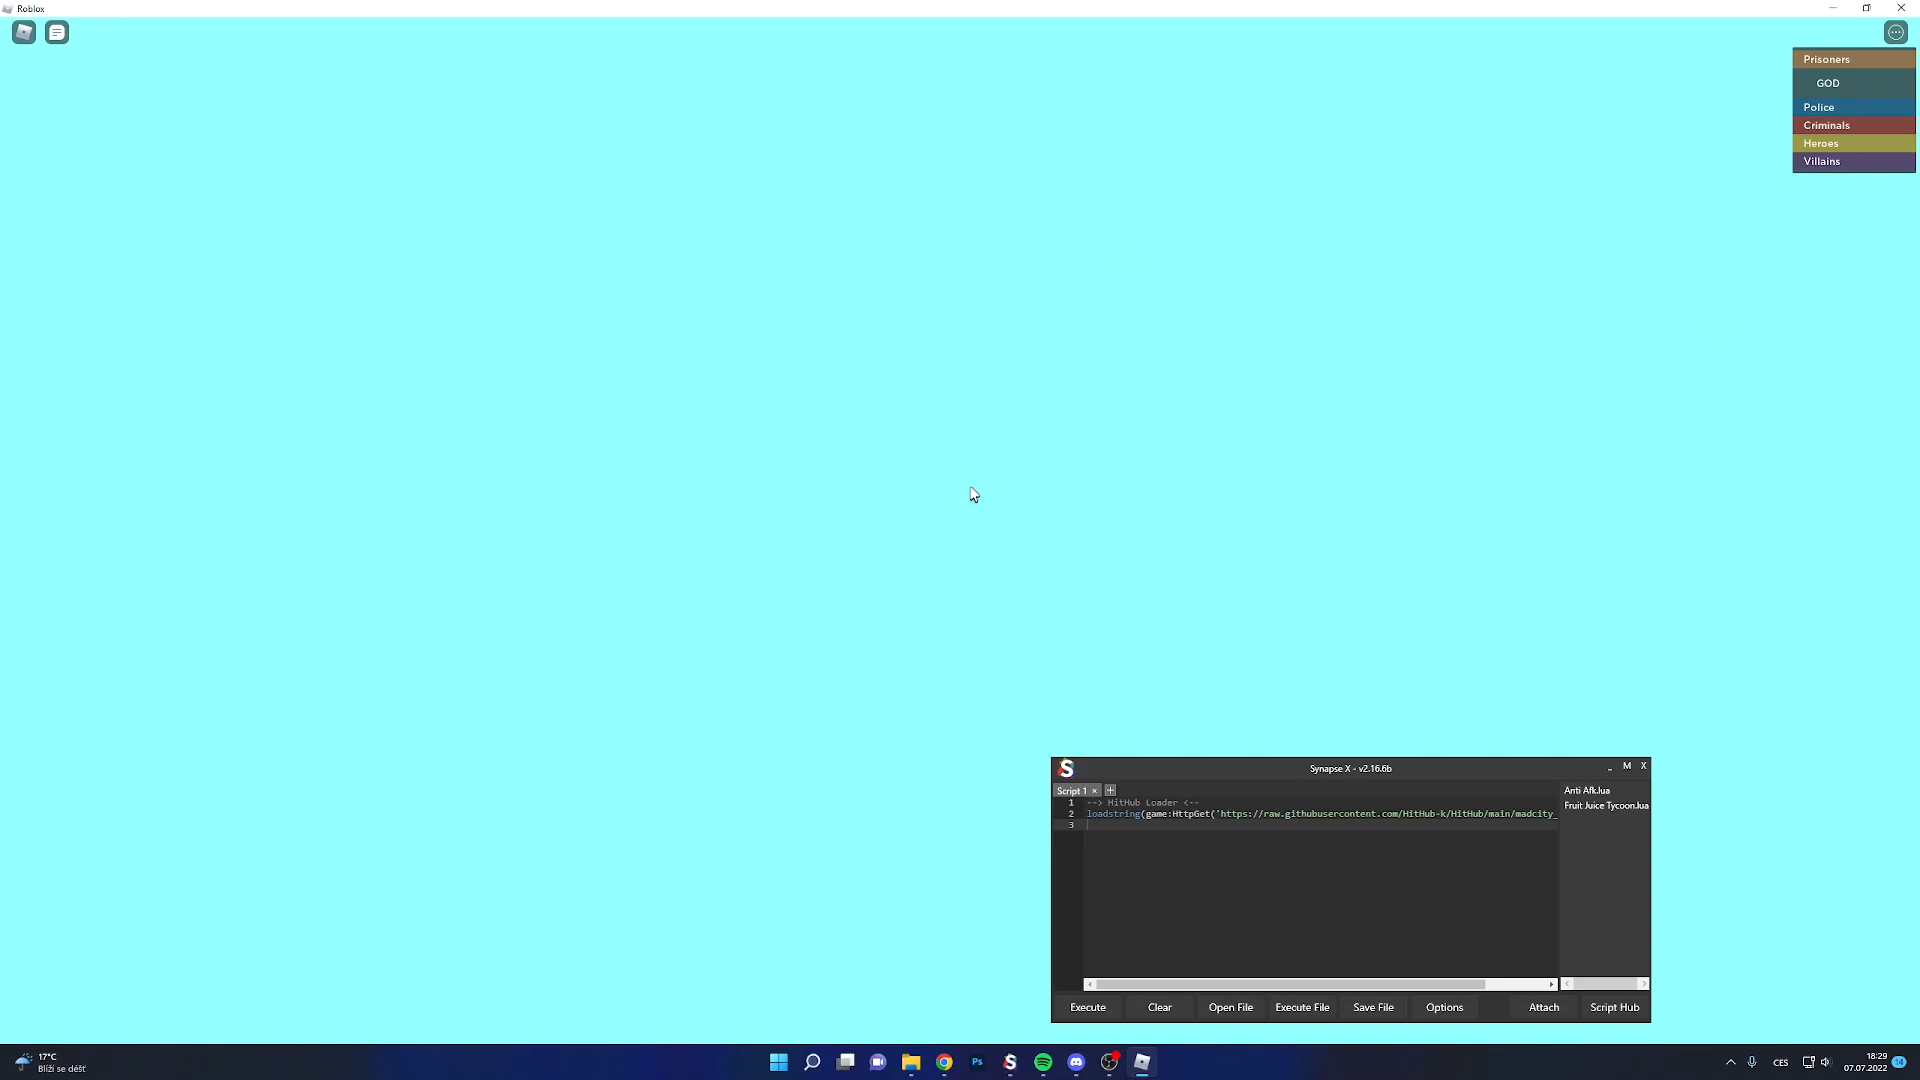 Roblox
Prisoners
GOD
Police
Criminals
Heroes
Villains
Synapse X - v2.16.6b
M X
Script 1 × +
Anti Afk.lua
Fruit Juice Tycoon.lua
1 --> HitHub Loader <--
2 loadstring(game:HttpGet('https://raw.githubusercontent.com/HitHub-k/HitHub/main/madcity_
3
Execute Clear Open File Execute File Save File Options Attach Script Hub
17°C
Blíží se déšť
Ps
CES
18:29
07.07.2022
14